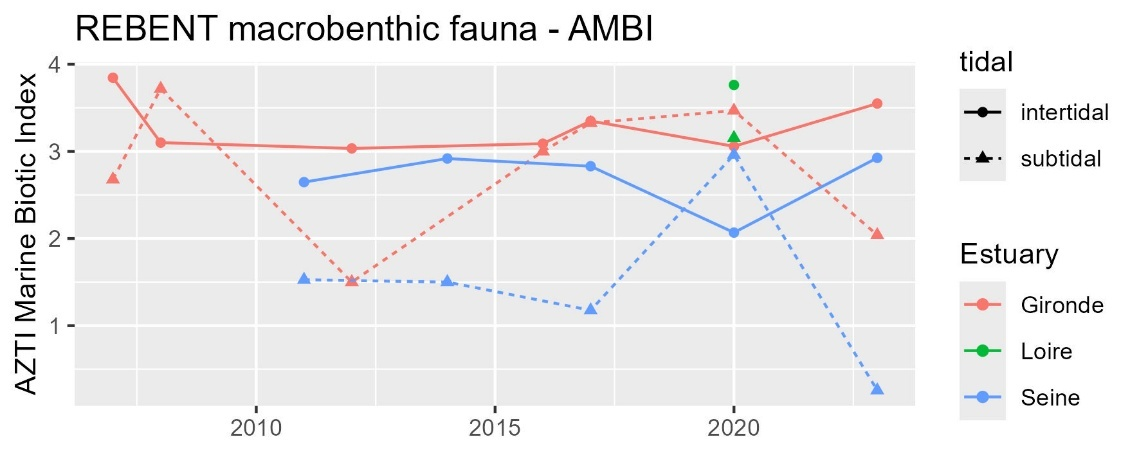 REBENT macrobenthic fauna - AMBI
AZTI Marine Biotic Index
4
3
2
1
2010
2015
2020
tidal
intertidal
subtidal
Estuary
Gironde
Loire
Seine